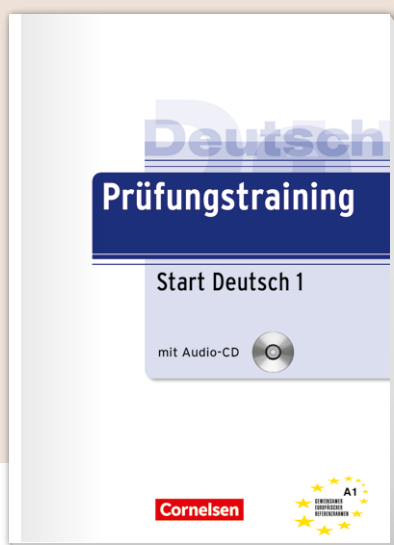 Deutsch
Prüfungstraining
Start Deutsch 1
mit Audio-CD
Cornelsen
A1
GEMEINSAMER
EUROPÄISCHER
REFERENZRAHMEN